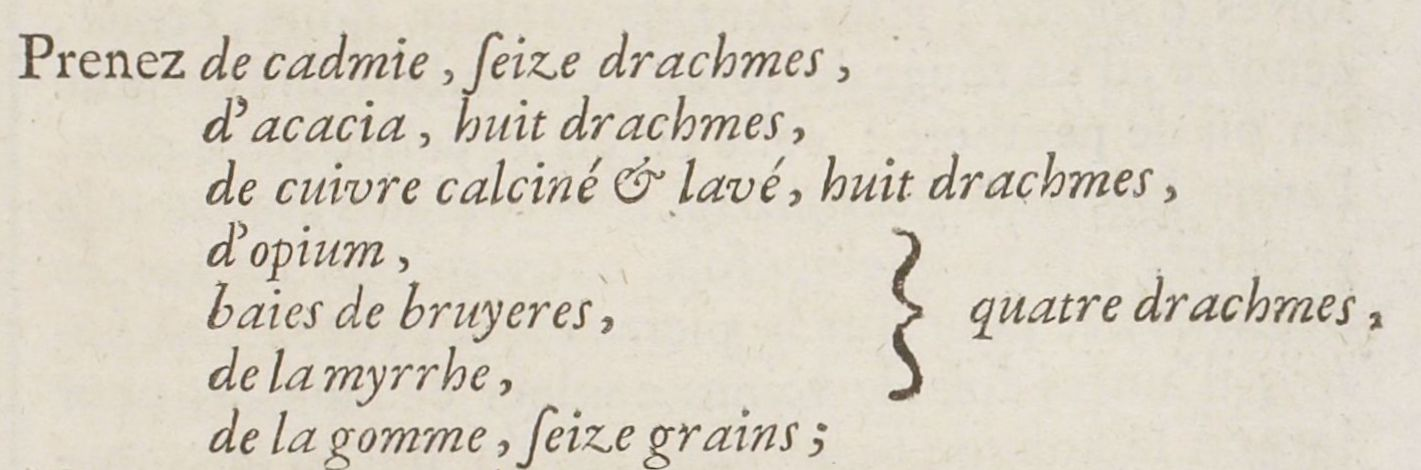 Prenez de cadmie, ſeize drachmes,
d'acacia, huit drachmes,
de cuivre calciné & lavé, huit drachmes,
d'opium,
baies de bruyeres,
de la myrrhe,
quatre drachmes,
de la gomme, ſeize grains;